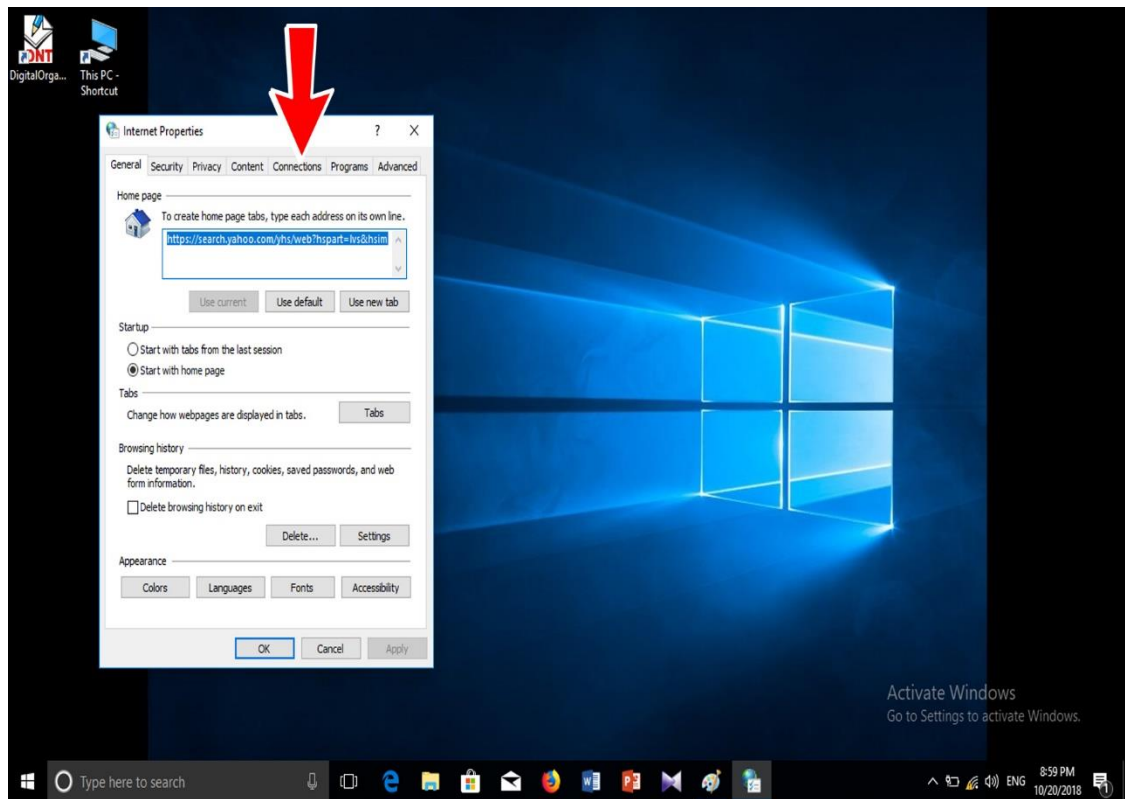 DNT
DigitalOrga...
This PC -
Shortcut
Internet Properties
?
X
General Security Privacy Content Connections Programs Advanced
Home page
To create home page tabs, type each address on its own line.
https://search.yahoo.com/yhs/web?hspart=lvs&hsim
Use current Use default Use new tab
Startup
Start with tabs from the last session
Start with home page
Tabs
Change how webpages are displayed in tabs. Tabs
Browsing history
Delete temporary files, history, cookies, saved passwords, and web
form information.
Delete browsing history on exit
Delete... Settings
Appearance
Colors Languages Fonts Accessibility
OK Cancel Apply
Activate Windows
Go to Settings to activate Windows.
Type here to search
ENG
8:59 PM
10/20/2018
1